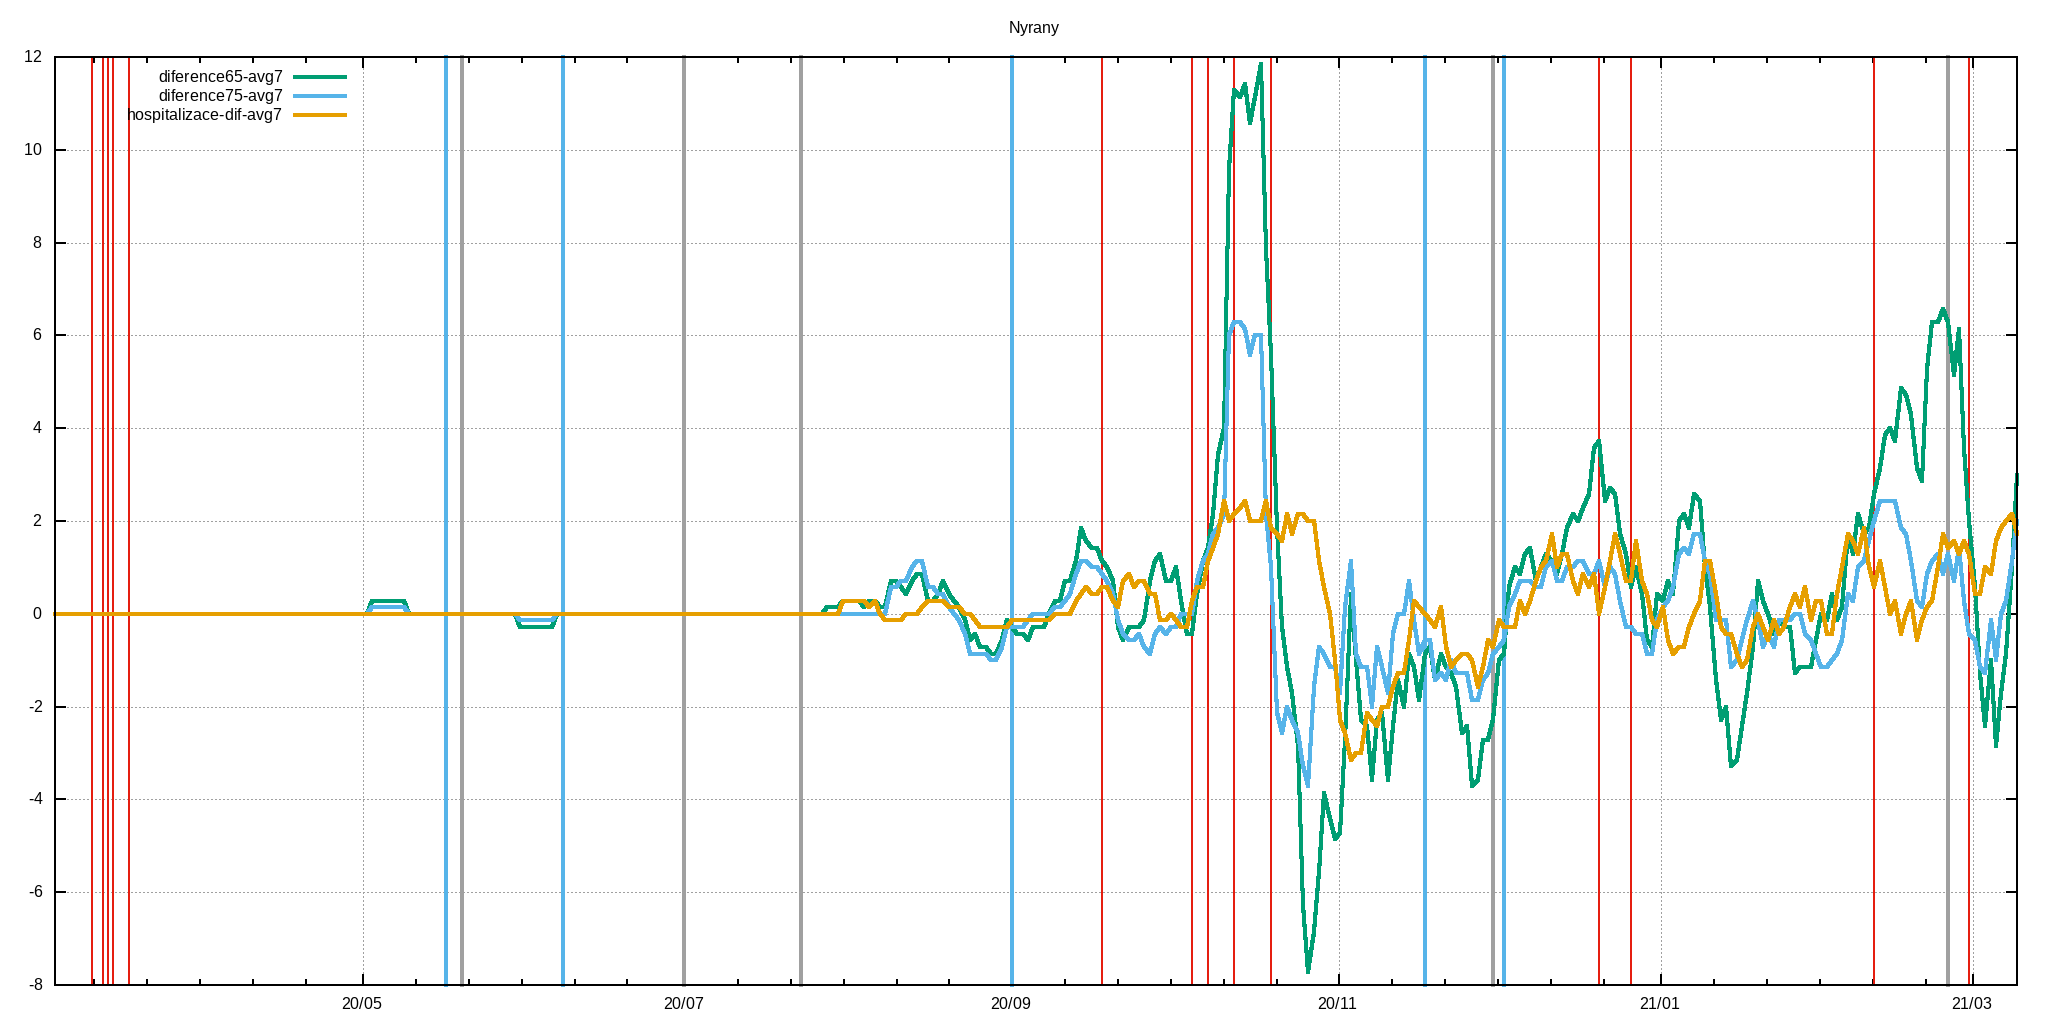 Nyrany
diference65-avg7
diference75-avg7
hospitalizace-dif-avg7
12
10
8
6
4
2
0
-2
-4
-6
-8
20/05 20/07 20/09 20/11 21/01 21/03